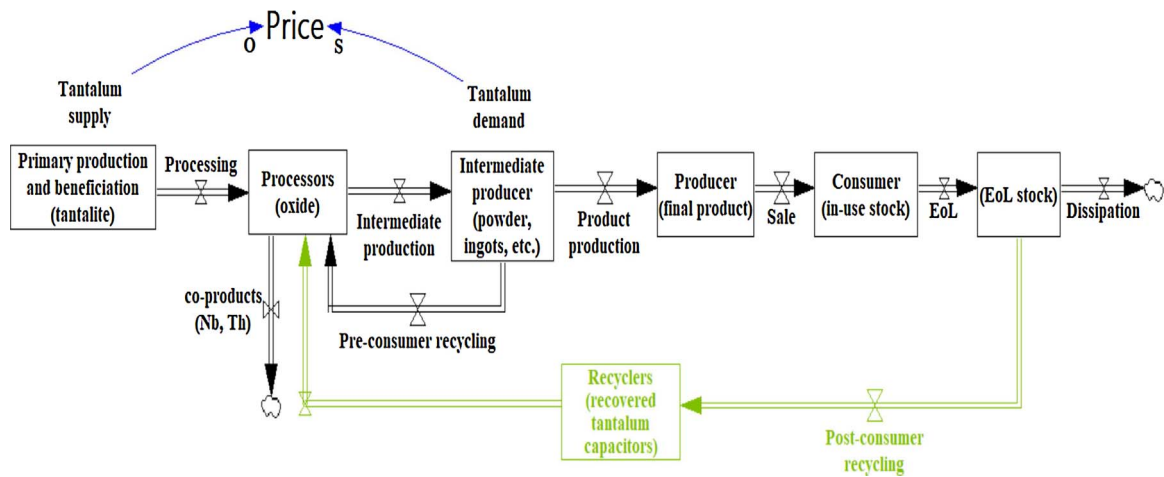 Price
o
s
Tantalum
supply
Tantalum
demand
Primary production
and beneficiation
(tantalite)
Processing
Processors
(oxide)
Intermediate
production
Intermediate
producer
(powder,
ingots, etc.)
Product
production
Producer
(final product)
Sale
Consumer
(in-use stock)
EoL
(EoL stock)
Dissipation
co-products
(Nb, Th)
Pre-consumer recycling
Recyclers
(recovered
tantalum
capacitors)
Post-consumer
recycling